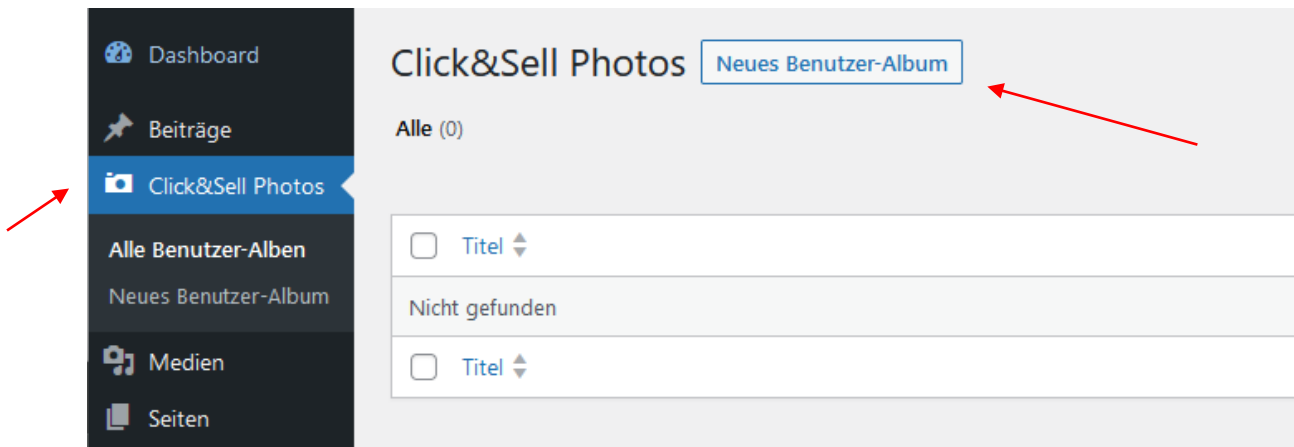 Dashboard
Beiträge
Click&Sell Photos
Alle Benutzer-Alben
Neues Benutzer-Album
Medien
Seiten
Click&Sell Photos Neues Benutzer-Album
Alle (0)
Titel
Nicht gefunden
Titel